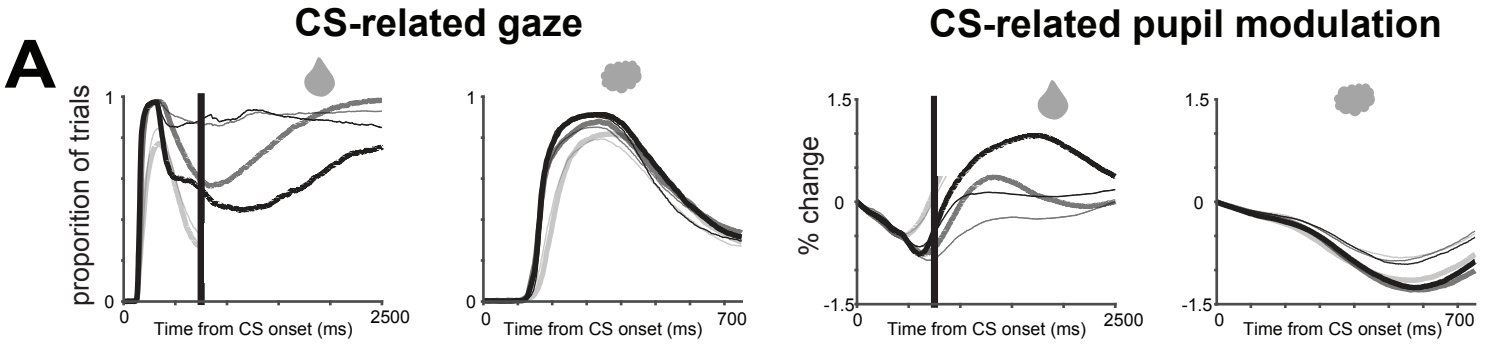 CS-related gaze
CS-related pupil modulation
A
proporition of trials
1
0
0
2500
Time from CS onset (ms)
1
0
0
700
Time from CS onset (ms)
% change
1.5
0
-1.5
0
2500
Time from CS onset (ms)
1.5
0
-1.5
0
700
Time from CS onset (ms)